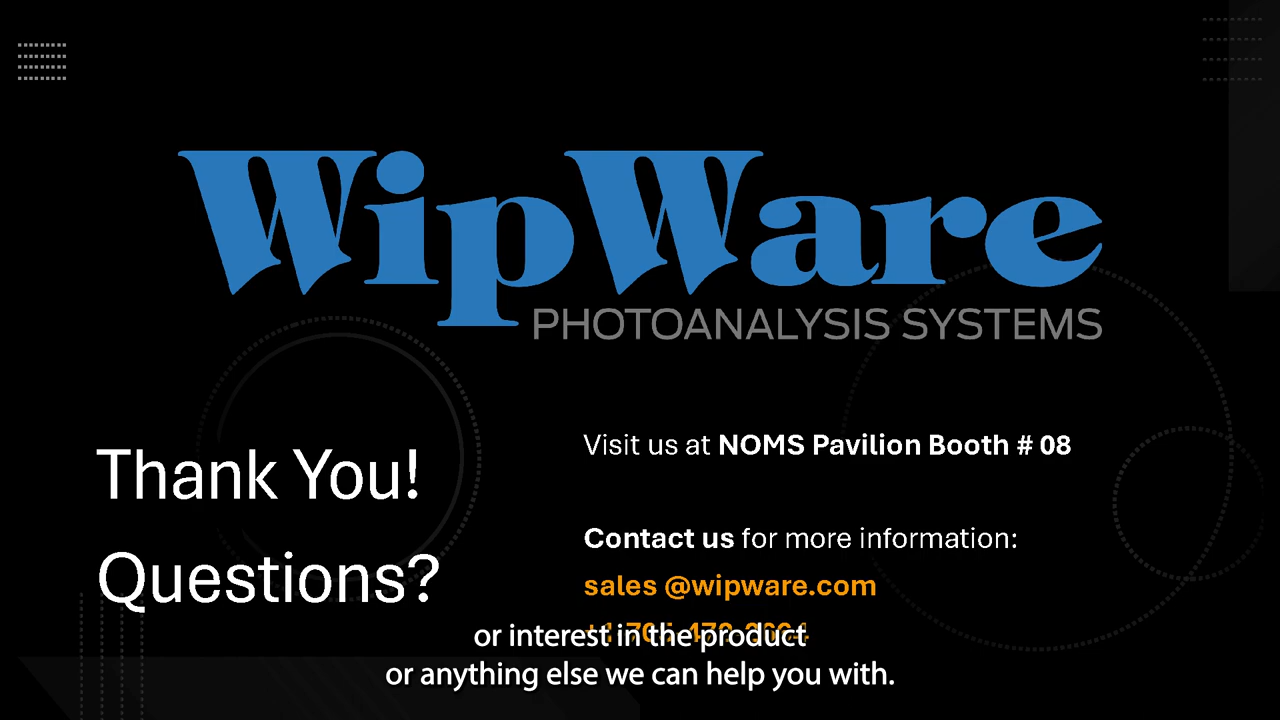 WipWare
PHOTOANALYSIS SYSTEMS
Thank You!
Questions?
Visit us at NOMS Pavilion Booth # 08
Contact us for more information:
sales @wipware.com
or interest in the product
or anything else we can help you with.